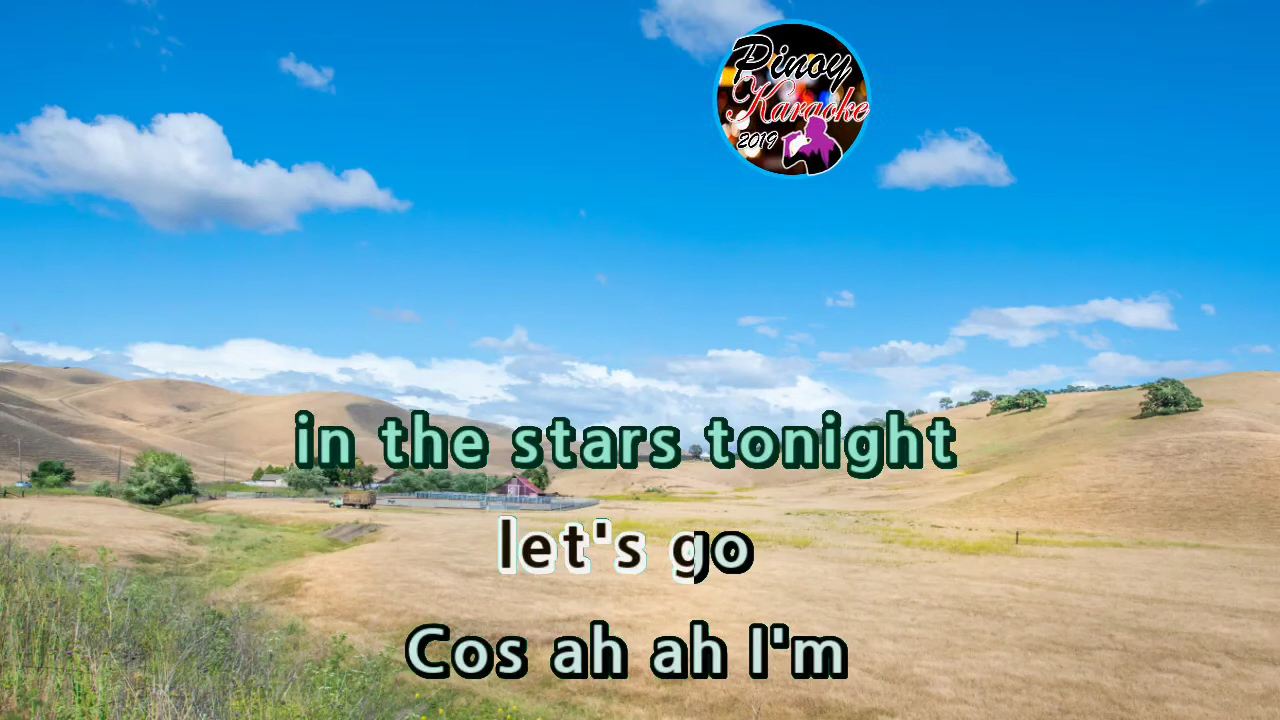 Pinoy
Karaoke
2019
in the stars tonight
let's go
Cos ah ah I'm